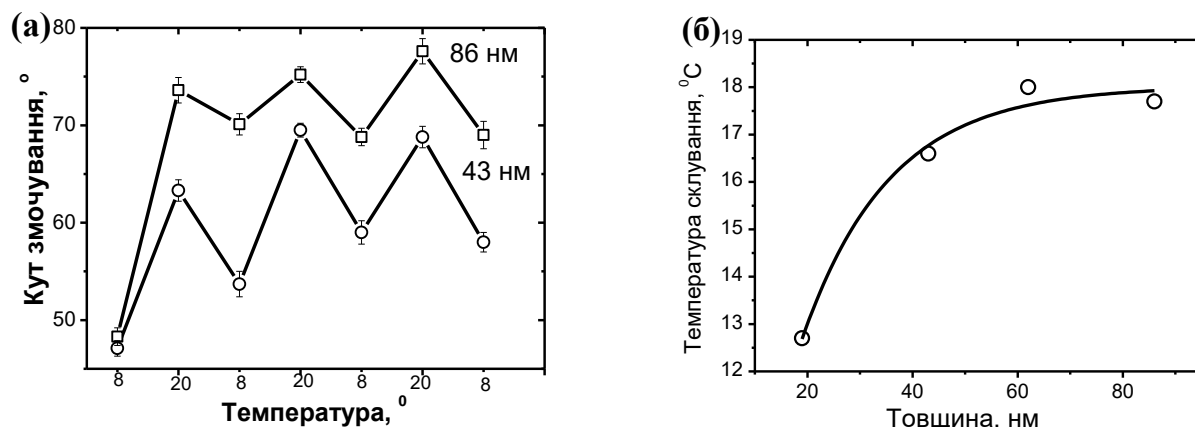 (а)
Кут змочування, °
80
70
60
50
86 нм
43 нм
8 20 8 20 8 20 8
Температура, °
(б)
Температура склування, ⁰С
19
18
17
16
15
14
13
12
20 40 60 80
Товщина, нм